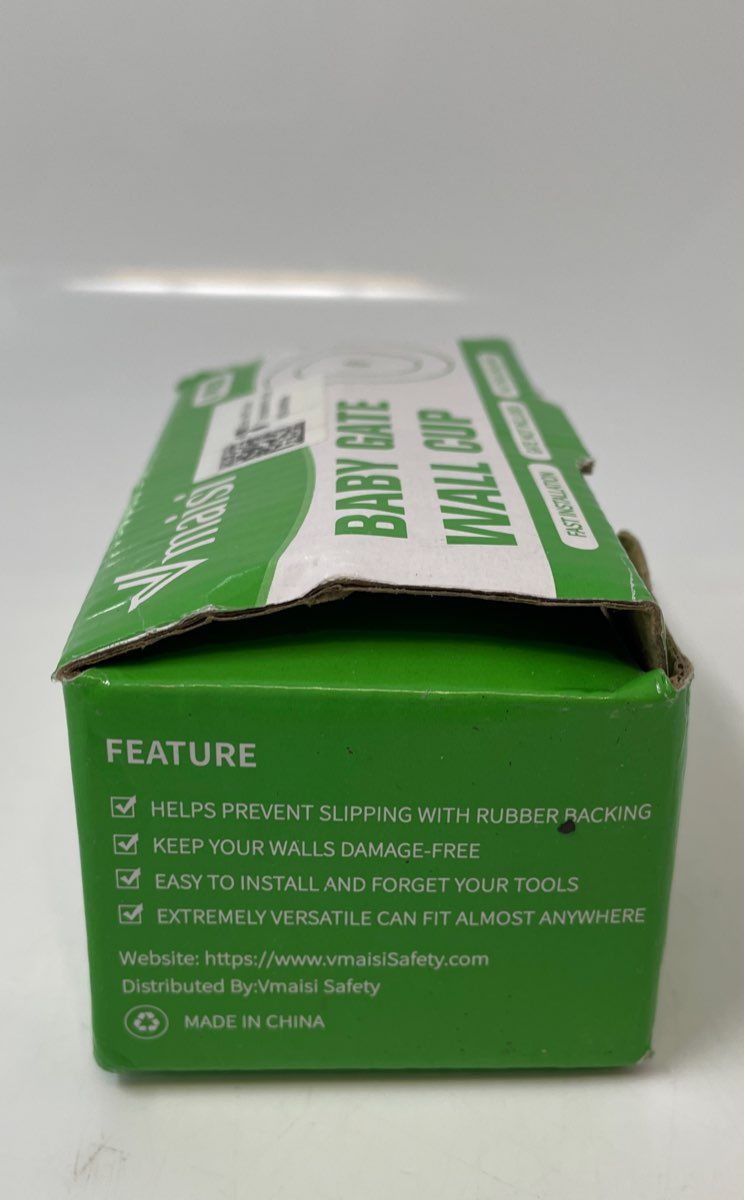 Vmaisi
BABY GATE
WALL CUP
FAST INSTALLATION
FEATURE
HELPS PREVENT SLIPPING WITH RUBBER BACKING
KEEP YOUR WALLS DAMAGE-FREE
EASY TO INSTALL AND FORGET YOUR TOOLS
EXTREMELY VERSATILE CAN FIT ALMOST ANYWHERE
Website: https://www.vmaisiSafety.com
Distributed By:Vmaisi Safety
MADE IN CHINA